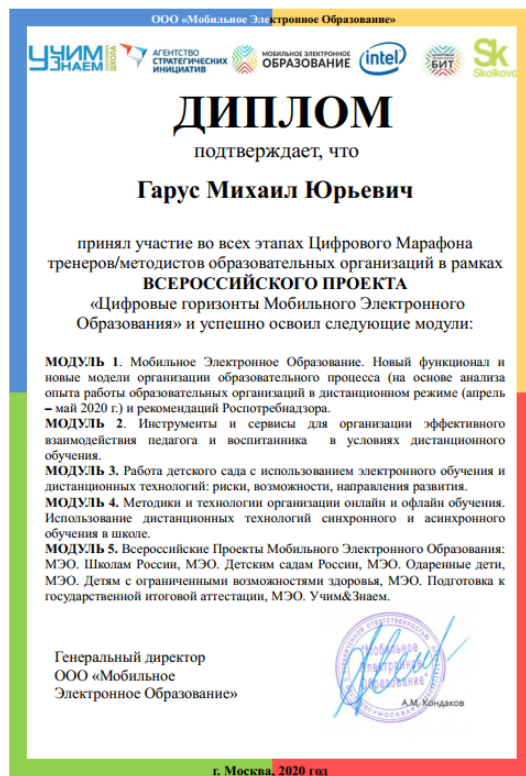 ООО «Мобильное Электронное Образование»
УЧИМ ЗНАЕМ
АГЕНТСТВО СТРАТЕГИЧЕСКИХ ИНИЦИАТИВ
МОБИЛЬНОЕ ЭЛЕКТРОННОЕ ОБРАЗОВАНИЕ
intel
БИТ
Sk Skolkovo
ДИПЛОМ
подтверждает, что
Гарус Михаил Юрьевич
принял участие во всех этапах Цифрового Марафона
тренеров/методистов образовательных организаций в рамках
ВСЕРОССИЙСКОГО ПРОЕКТА
«Цифровые горизонты Мобильного Электронного
Образования» и успешно освоил следующие модули:
МОДУЛЬ 1. Мобильное Электронное Образование. Новый функционал и
новые модели организации образовательного процесса (на основе анализа
опыта работы образовательных организаций в дистанционном режиме (апрель
– май 2020 г.) и рекомендаций Роспотребнадзора.
МОДУЛЬ 2. Инструменты и сервисы для организации эффективного
взаимодействия педагога и воспитанника в условиях дистанционного
обучения.
МОДУЛЬ 3. Работа детского сада с использованием электронного обучения и
дистанционных технологий: риски, возможности, направления развития.
МОДУЛЬ 4. Методики и технологии организации онлайн и офлайн обучения.
Использование дистанционных технологий синхронного и асинхронного
обучения в школе.
МОДУЛЬ 5. Всероссийские Проекты Мобильного Электронного Образования:
МЭО. Школам России, МЭО. Детским садам России, МЭО. Одаренные дети,
МЭО. Детям с ограниченными возможностями здоровья, МЭО. Подготовка к
государственной итоговой аттестации, МЭО. Учим&Знаем.
Генеральный директор
ООО «Мобильное
Электронное Образование»
"Мобильное
Электронное
Образование"
А.М. Кондаков
г. Москва, 2020 год